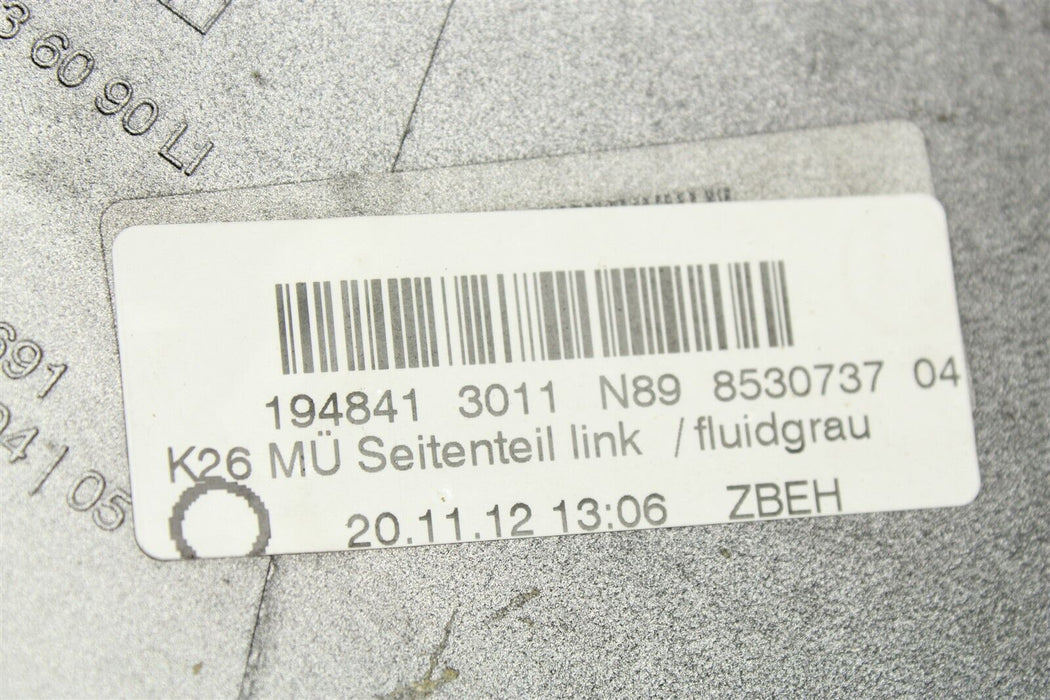 3 60 90 LI
691
04 / 05
194841 3011 N89 8530737 04
K26 MÜ Seitenteil link / fluidgrau
20.11.12 13:06 ZBEH